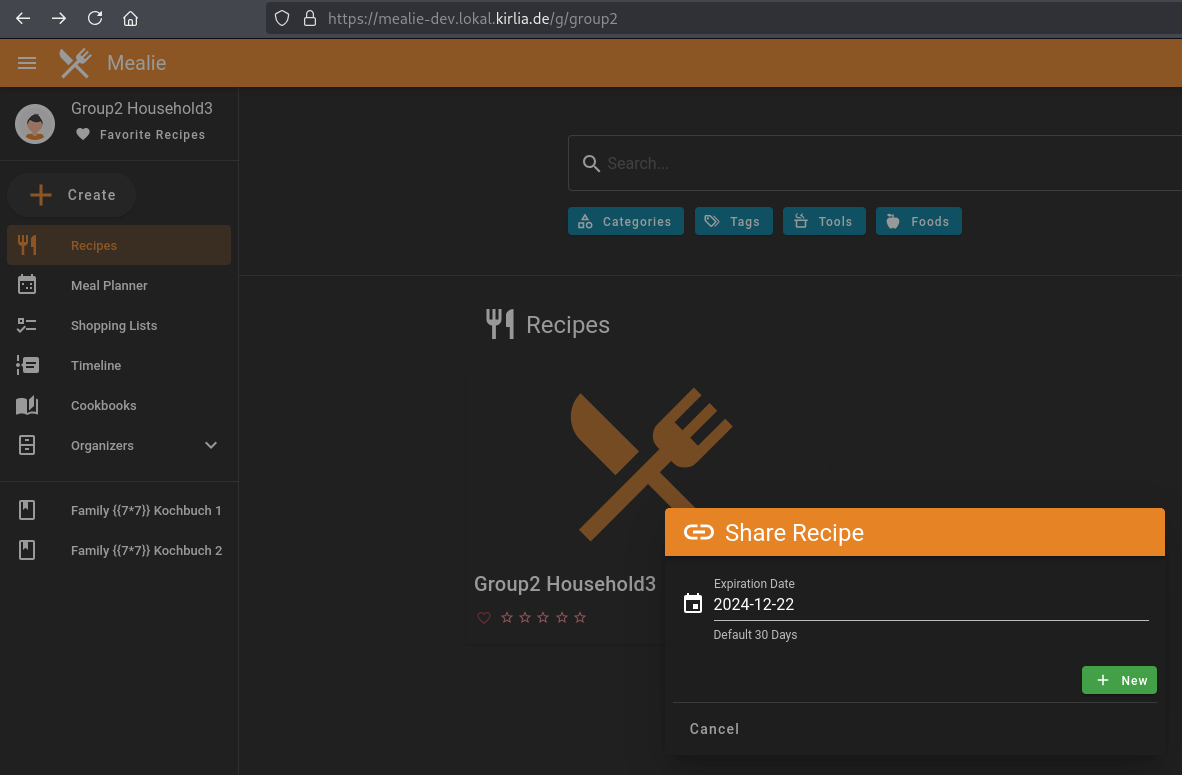 https://mealie-dev.lokal.kirlia.de/g/group2
Mealie
Group2 Household3
Favorite Recipes
Create
Recipes
Meal Planner
Shopping Lists
Timeline
Cookbooks
Organizers
Family {{7*7}} Kochbuch 1
Family {{7*7}} Kochbuch 2
Search...
Categories
Tags
Tools
Foods
Recipes
Group2 Household3
Share Recipe
Expiration Date
2024-12-22
Default 30 Days
New
Cancel